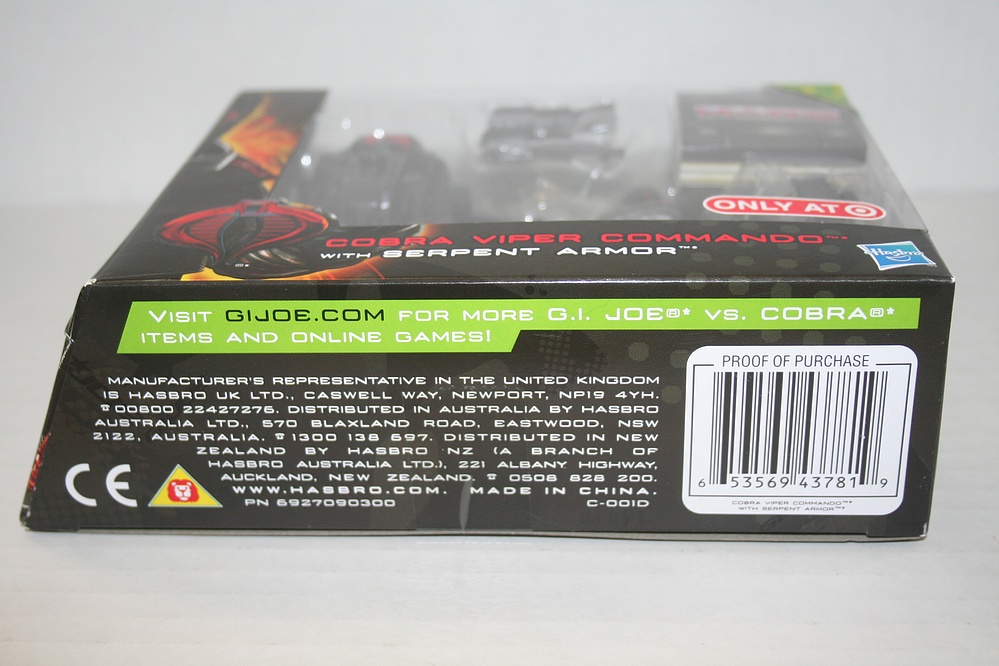 ONLY AT
COBRA VIPER COMMANDO™*
WITH SERPENT ARMOR™*
Hasbro
VISIT GIJOE.COM FOR MORE G.I. JOE®* VS. COBRA®*
ITEMS AND ONLINE GAMES!
MANUFACTURER'S REPRESENTATIVE IN THE UNITED KINGDOM
IS HASBRO UK LTD., CASWELL WAY, NEWPORT, NP19 4YH.
☎00800 22427276. DISTRIBUTED IN AUSTRALIA BY HASBRO
AUSTRALIA LTD., 570 BLAXLAND ROAD, EASTWOOD, NSW
2122, AUSTRALIA. ☎1300 138 697. DISTRIBUTED IN NEW
ZEALAND BY HASBRO NZ (A BRANCH OF
HASBRO AUSTRALIA LTD.), 221 ALBANY HIGHWAY,
AUCKLAND, NEW ZEALAND. ☎ 0508 828 200.
WWW.HASBRO.COM. MADE IN CHINA.
PN 6927090300 C-001D
CE
PROOF OF PURCHASE
6 53569 43781 9
COBRA VIPER COMMANDO™*
WITH SERPENT ARMOR™*